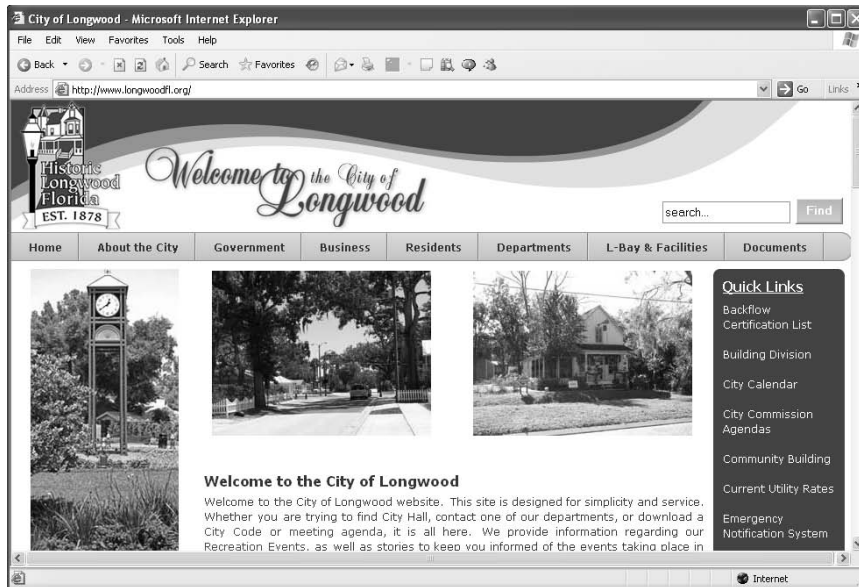 City of Longwood - Microsoft Internet Explorer
File Edit View Favorites Tools Help
Back Search Favorites
Address http://www.longwoodfl.org/ Go Links
Historic
Longwood
Florida
EST. 1878
Welcome to the City of
Longwood
search... Find
Home About the City Government Business Residents Departments L-Bay & Facilities Documents
Quick Links
Backflow
Certification List
Building Division
City Calendar
City Commission
Agendas
Community Building
Current Utility Rates
Emergency
Notification System
Welcome to the City of Longwood
Welcome to the City of Longwood website. This site is designed for simplicity and service.
Whether you are trying to find City Hall, contact one of our departments, or download a
City Code or meeting agenda, it is all here. We provide information regarding our
Recreation Events, as well as stories to keep you informed of the events taking place in
Internet